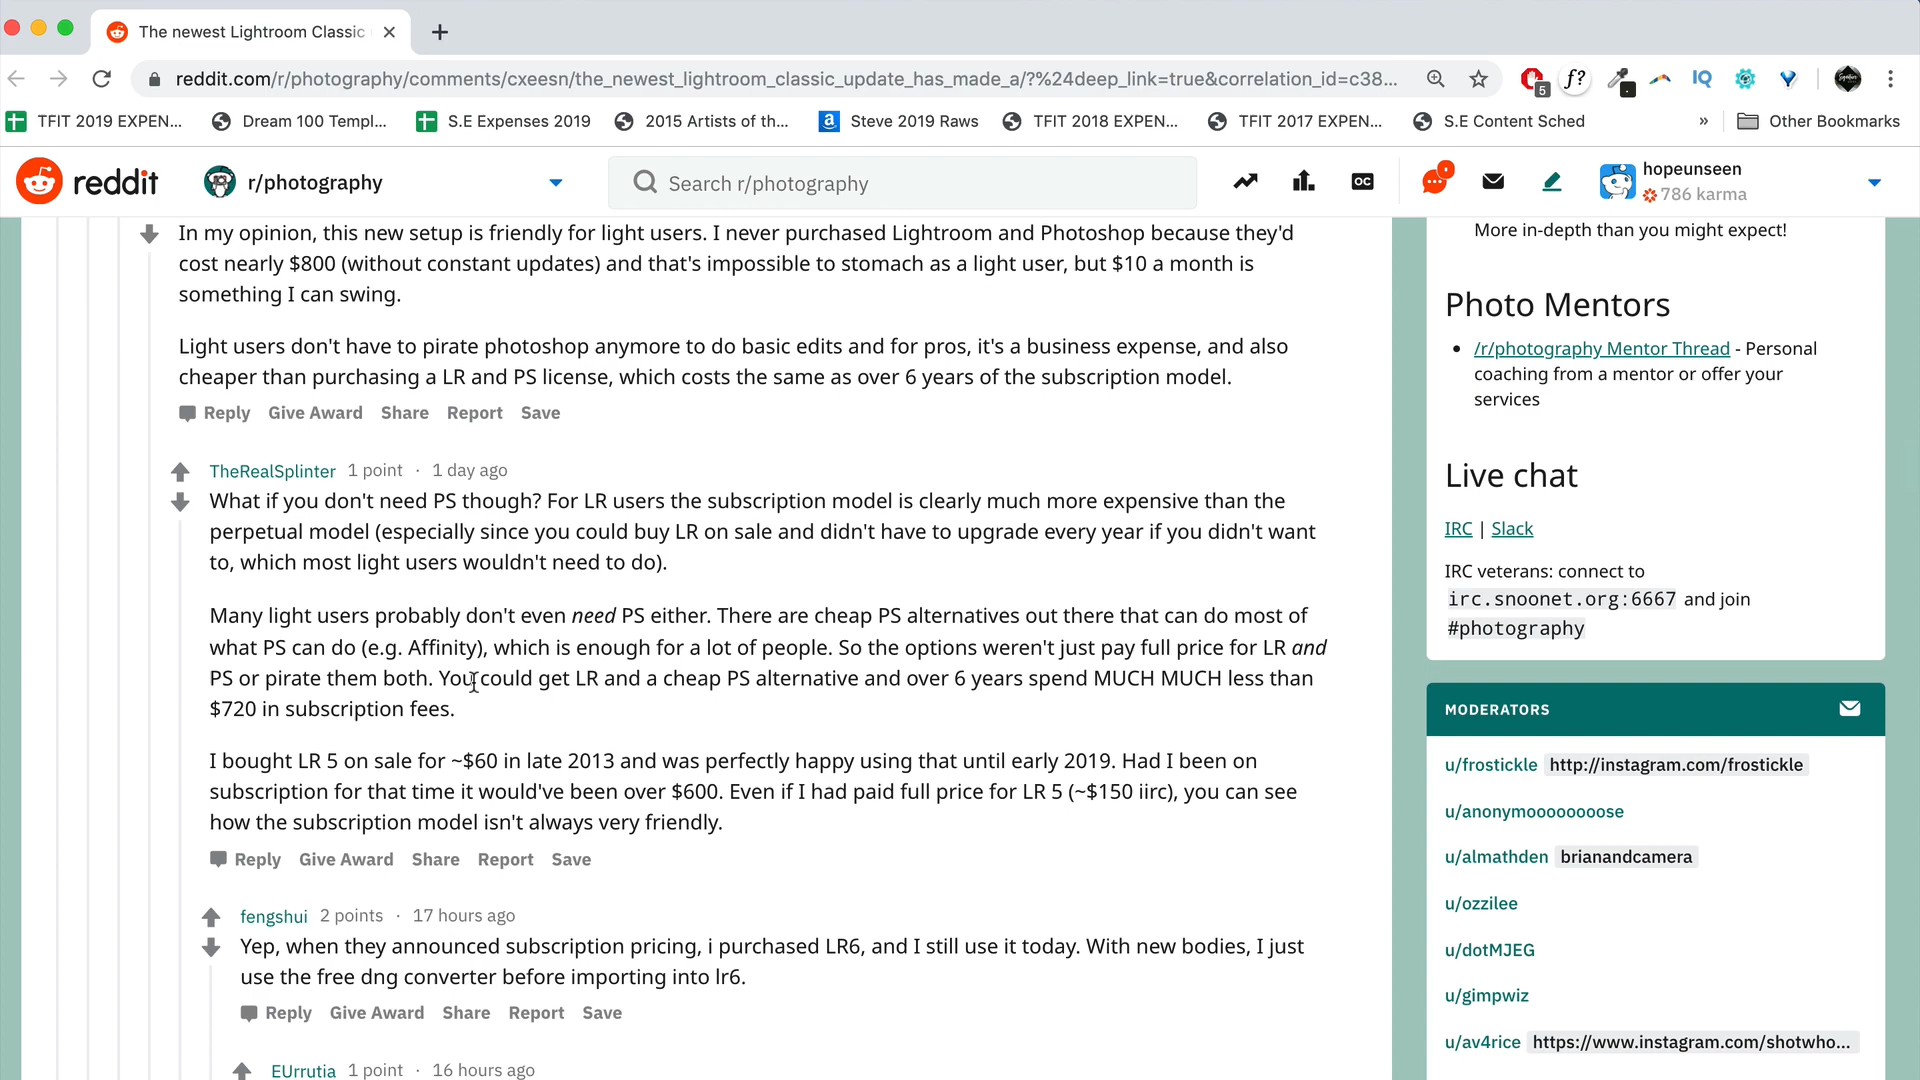 The newest Lightroom Classic
reddit.com/r/photography/comments/cxeesn/the_newest_lightroom_classic_update_has_made_a/?%24deep_link=true&correlation_id=c38...
5
f?
IQ
TFIT 2019 EXPEN...
Dream 100 Templ...
S.E Expenses 2019
2015 Artists of th...
Steve 2019 Raws
TFIT 2018 EXPEN...
TFIT 2017 EXPEN...
S.E Content Sched
»
Other Bookmarks
reddit
r/photography
Search r/photography
OC
0
hopeunseen
786 karma
In my opinion, this new setup is friendly for light users. I never purchased Lightroom and Photoshop because they'd
cost nearly $800 (without constant updates) and that's impossible to stomach as a light user, but $10 a month is
something I can swing.
Light users don't have to pirate photoshop anymore to do basic edits and for pros, it's a business expense, and also
cheaper than purchasing a LR and PS license, which costs the same as over 6 years of the subscription model.
Reply Give Award Share Report Save
TheRealSplinter 1 point · 1 day ago
What if you don't need PS though? For LR users the subscription model is clearly much more expensive than the
perpetual model (especially since you could buy LR on sale and didn't have to upgrade every year if you didn't want
to, which most light users wouldn't need to do).
Many light users probably don't even need PS either. There are cheap PS alternatives out there that can do most of
what PS can do (e.g. Affinity), which is enough for a lot of people. So the options weren't just pay full price for LR and
PS or pirate them both. You could get LR and a cheap PS alternative and over 6 years spend MUCH MUCH less than
$720 in subscription fees.
I bought LR 5 on sale for ~$60 in late 2013 and was perfectly happy using that until early 2019. Had I been on
subscription for that time it would've been over $600. Even if I had paid full price for LR 5 (~$150 iirc), you can see
how the subscription model isn't always very friendly.
Reply Give Award Share Report Save
fengshui 2 points · 17 hours ago
Yep, when they announced subscription pricing, i purchased LR6, and I still use it today. With new bodies, I just
use the free dng converter before importing into lr6.
Reply Give Award Share Report Save
EUrrutia 1 point · 16 hours ago
More in-depth than you might expect!
Photo Mentors
• /r/photography Mentor Thread - Personal
coaching from a mentor or offer your
services
Live chat
IRC | Slack
IRC veterans: connect to
irc.snoonet.org:6667 and join
#photography
MODERATORS
u/frostickle http://instagram.com/frostickle
u/anonymoooooooose
u/almathden brianandcamera
u/ozzilee
u/dotMJEG
u/gimpwiz
u/av4rice https://www.instagram.com/shotwho...